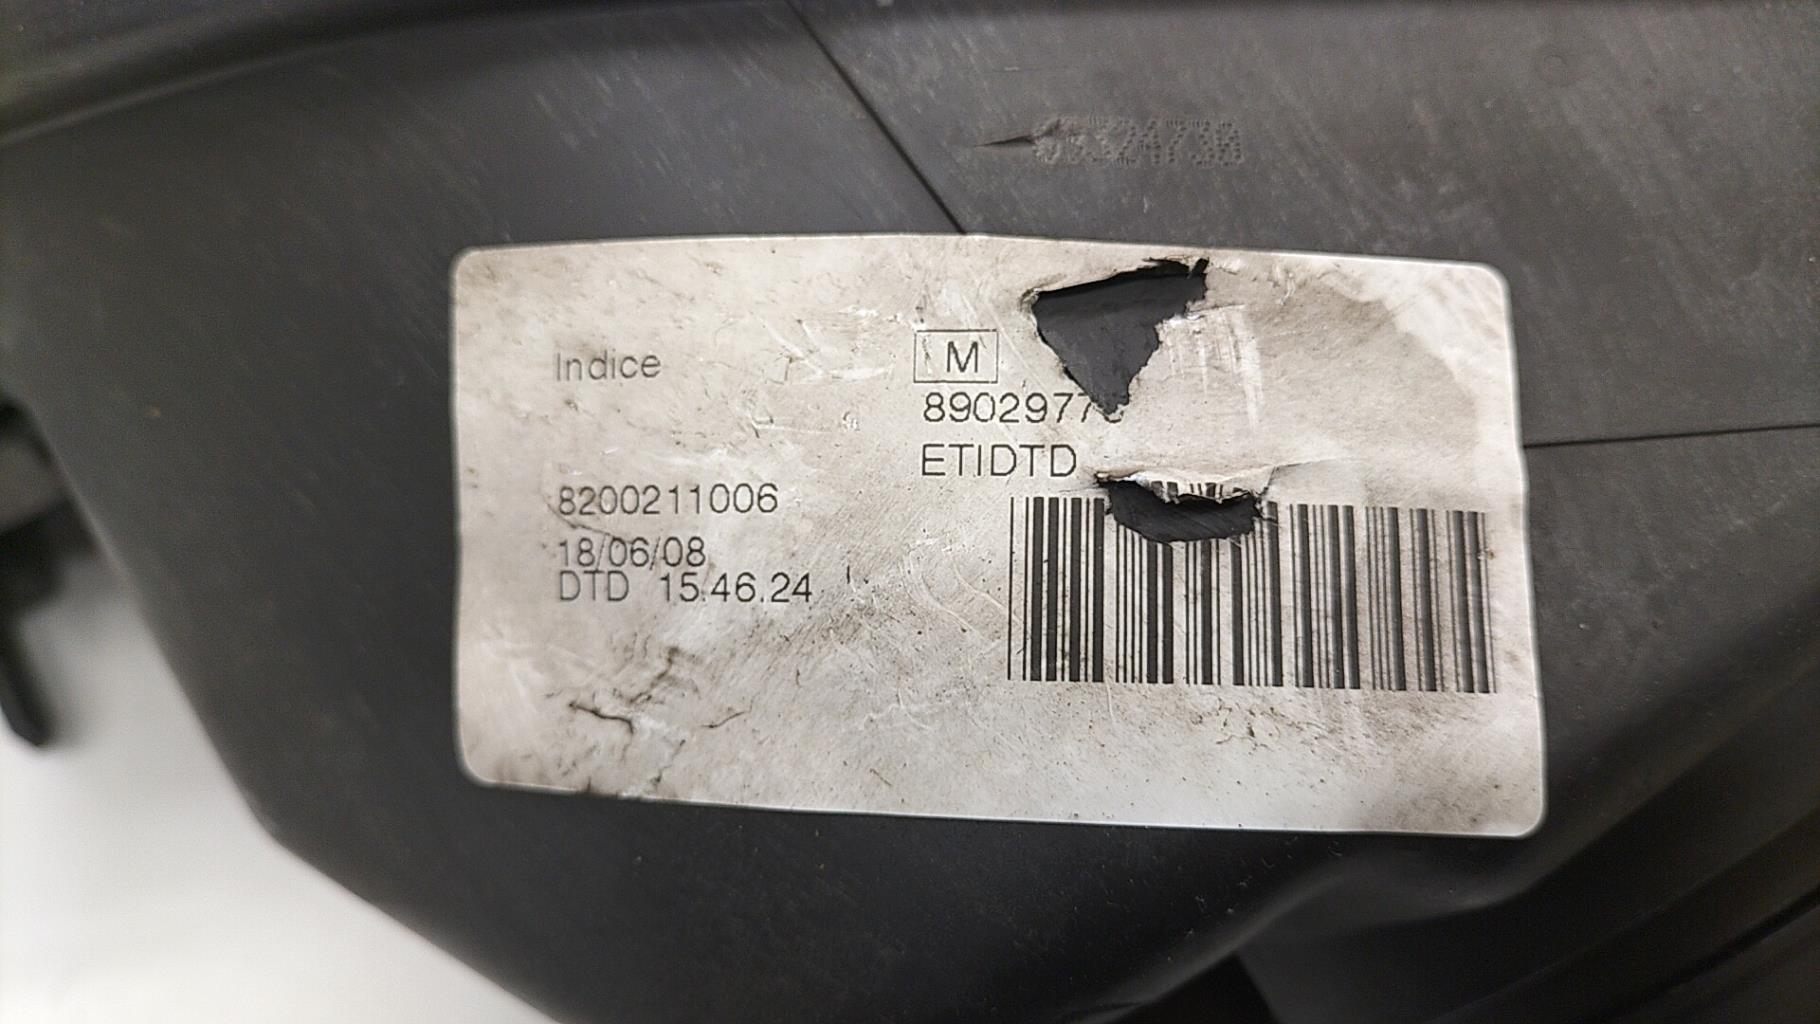 Indice
M
8902977
ETIDTD
8200211006
18/06/08
DTD 15.46.24